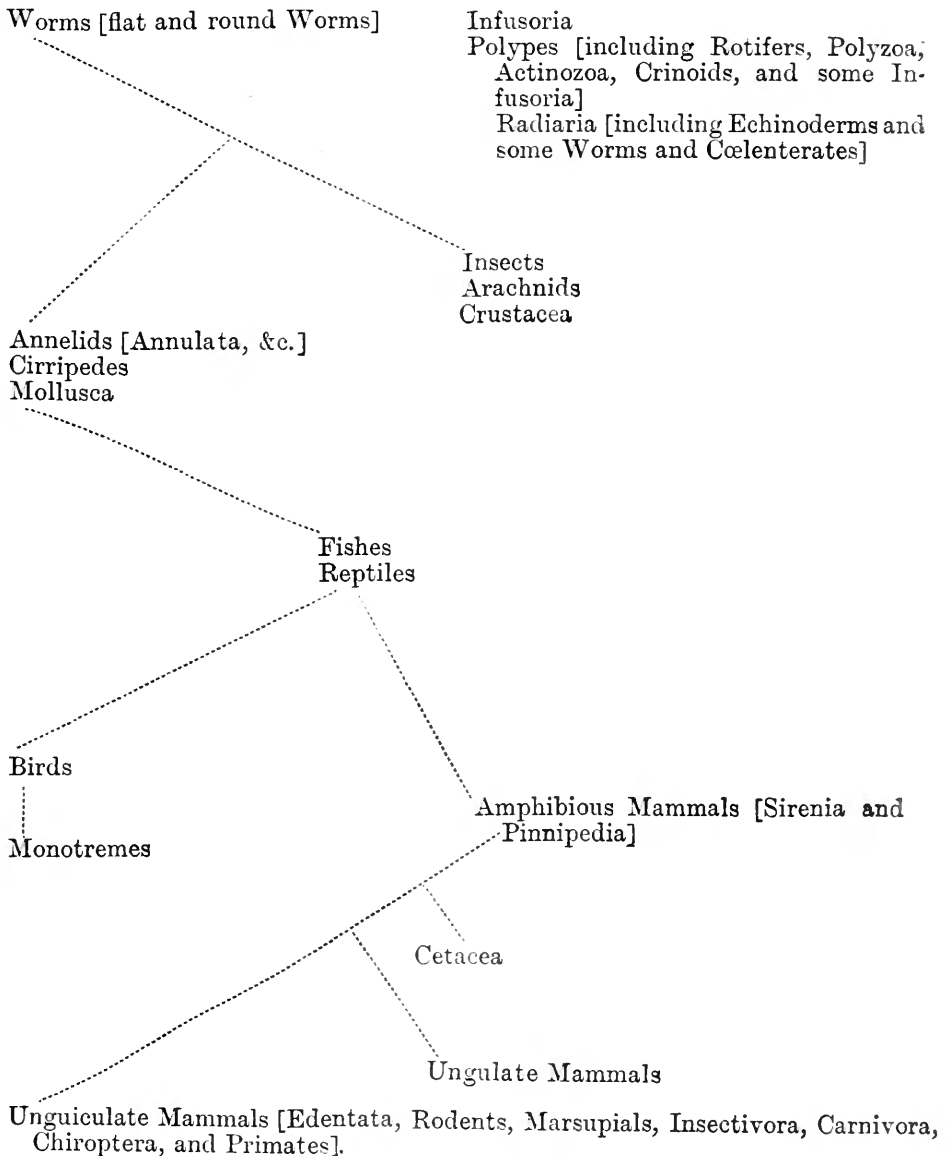 Worms [flat and round Worms]
Infusoria
Polypes [including Rotifers, Polyzoa,
Actinozoa, Crinoids, and some In-
fusoria]
Radiaria [including Echinoderms and
some Worms and Cœlenterates]
Insects
Arachnids
Crustacea
Annelids [Annulata, &c.]
Cirripedes
Mollusca
Fishes
Reptiles
Birds
Monotremes
Amphibious Mammals [Sirenia and
Pinnipedia]
Cetacea
Ungulate Mammals
Unguiculate Mammals [Edentata, Rodents, Marsupials, Insectivora, Carnivora,
Chiroptera, and Primates].